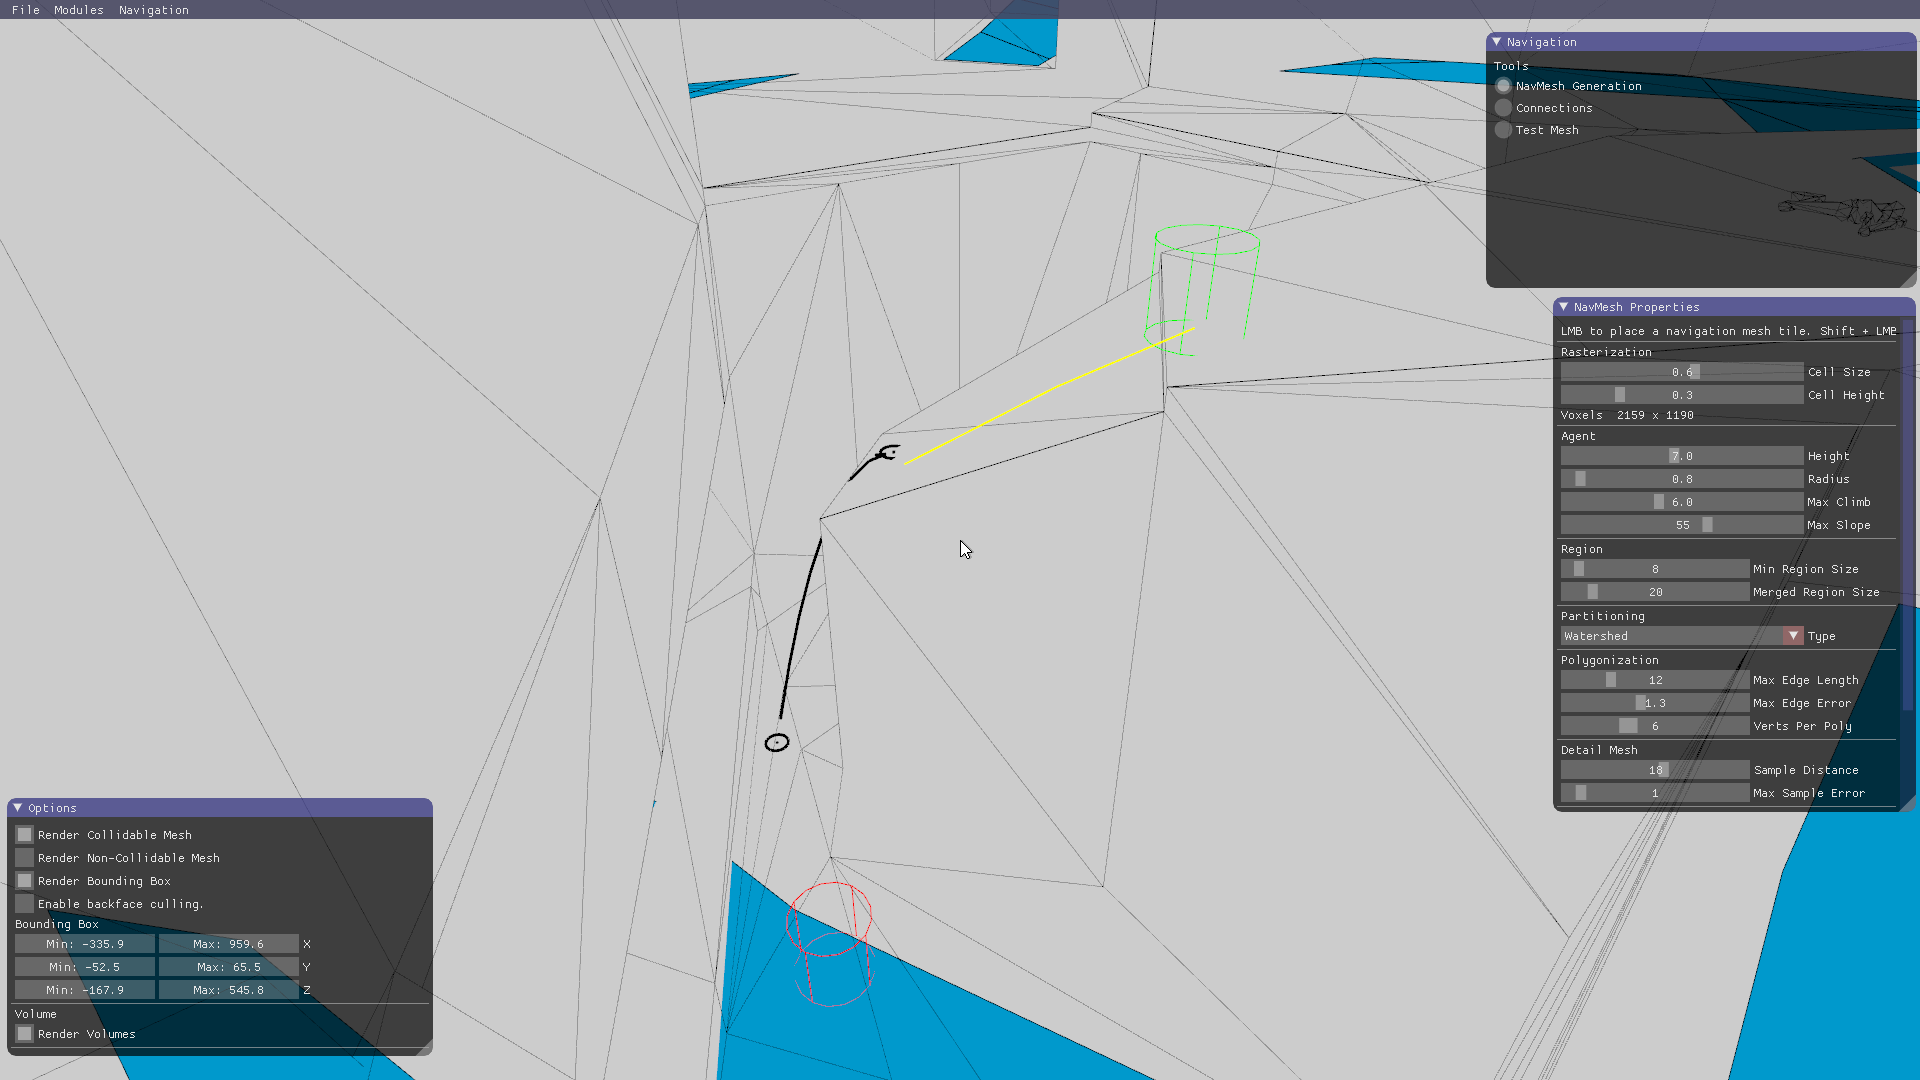 File Modules Navigation
Navigation
Tools
NavMesh Generation
Connections
Test Mesh
NavMesh Properties
LMB to place a navigation mesh tile. Shift + LMB
Rasterization
0.6 Cell Size
0.3 Cell Height
Voxels 2159 x 1190
Agent
7.0 Height
0.8 Radius
6.0 Max Climb
55 Max Slope
Region
8 Min Region Size
20 Merged Region Size
Partitioning
Watershed Type
Polygonization
12 Max Edge Length
1.3 Max Edge Error
6 Verts Per Poly
Detail Mesh
18 Sample Distance
1 Max Sample Error
Options
Render Collidable Mesh
Render Non-Collidable Mesh
Render Bounding Box
Enable backface culling.
Bounding Box
Min: -335.9 Max: 959.6 X
Min: -52.5 Max: 65.5 Y
Min: -167.9 Max: 545.8 Z
Volume
Render Volumes